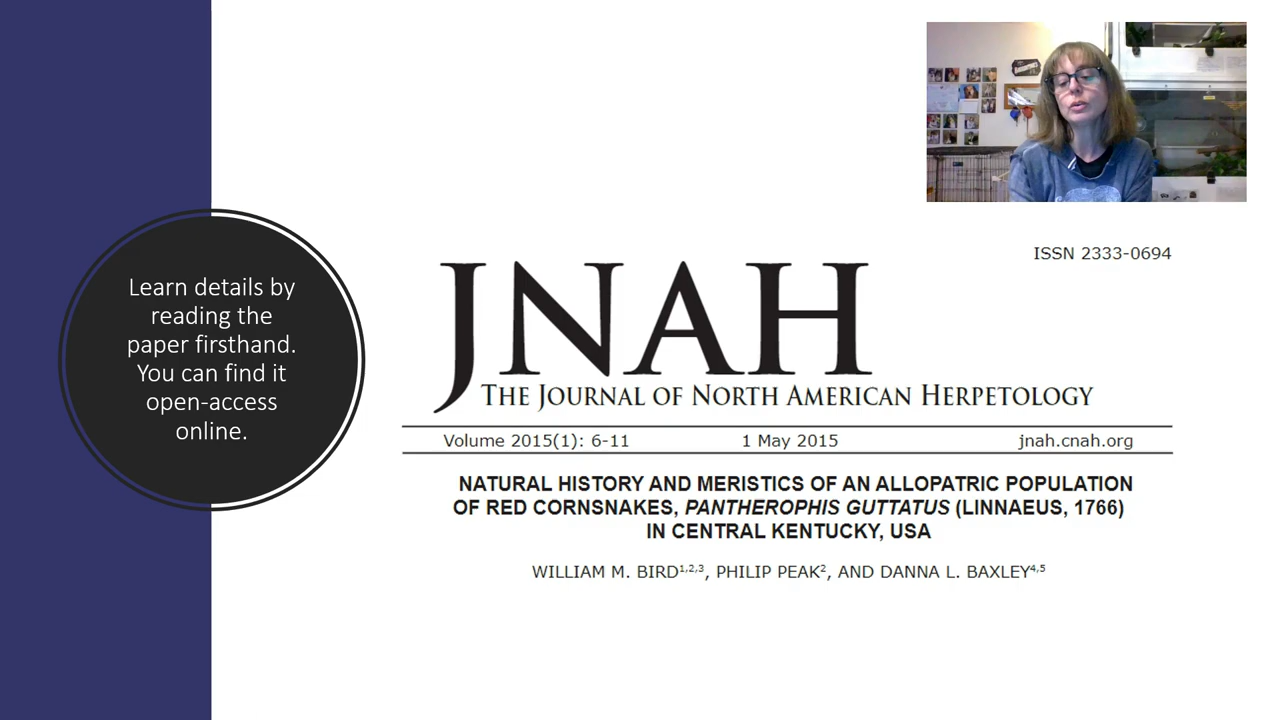 Learn details by
reading the
paper firsthand.
You can find it
open-access
online.
ISSN 2333-0694
JNAH
THE JOURNAL OF NORTH AMERICAN HERPETOLOGY
Volume 2015(1): 6-11 1 May 2015 jnah.cnah.org
NATURAL HISTORY AND MERISTICS OF AN ALLOPATRIC POPULATION
OF RED CORNSNAKES, PANTHEROPHIS GUTTATUS (LINNAEUS, 1766)
IN CENTRAL KENTUCKY, USA
WILLIAM M. BIRD1,2,3, PHILIP PEAK2, AND DANNA L. BAXLEY4,5